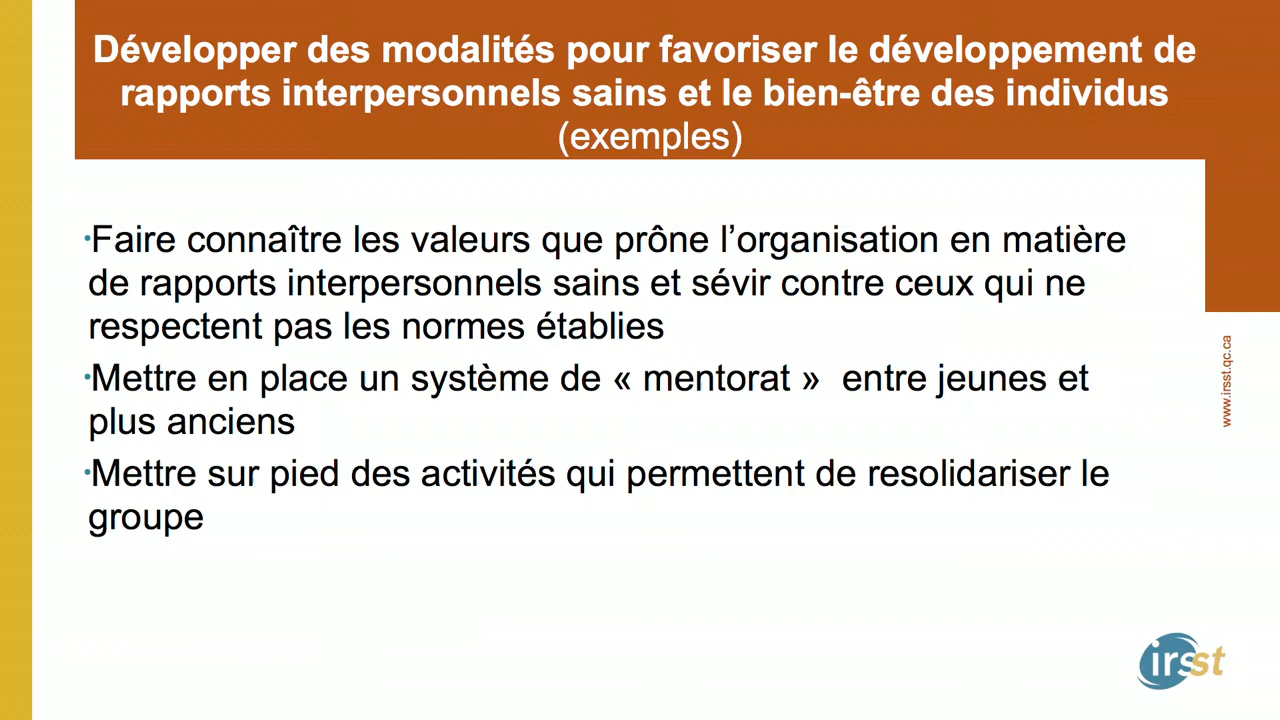 Développer des modalités pour favoriser le développement de
rapports interpersonnels sains et le bien-être des individus
(exemples)
·Faire connaître les valeurs que prône l’organisation en matière
de rapports interpersonnels sains et sévir contre ceux qui ne
respectent pas les normes établies
·Mettre en place un système de « mentorat »  entre jeunes et
plus anciens
·Mettre sur pied des activités qui permettent de resolidariser le
groupe
www.irsst.qc.ca
irsst